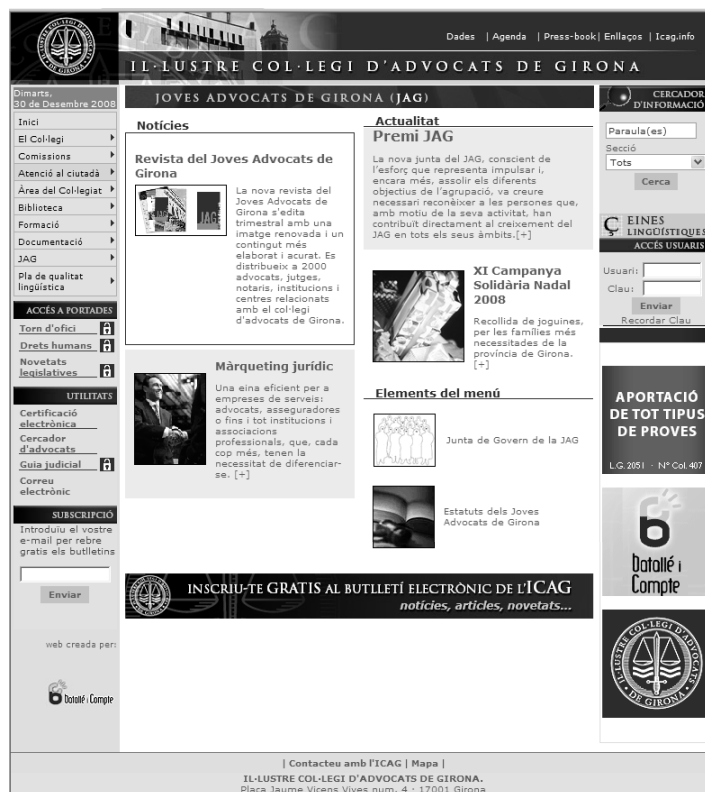 Dades | Agenda | Press-book | Enllaços | Icag.info
IL·LUSTRE COL·LEGI D'ADVOCATS DE GIRONA
Dimarts,
30 de Desembre 2008
Inici
El Col·legi
Comissions
Atenció al ciutadà
Àrea del Col·legiat
Biblioteca
Formació
Documentació
JAG
Pla de qualitat
lingüística
ACCÉS A PORTADES
Torn d'ofici
Drets humans
Novetats
legislatives
UTILITATS
Certificació
electrònica
Cercador
d'advocats
Guia judicial
Correu
electrònic
SUBSCRIPCIÓ
Introduïu el vostre
e-mail per rebre
gratis els butlletins
Enviar
web creada per:
Batallé i Compte
JOVES ADVOCATS DE GIRONA (JAG)
Notícies
Revista del Joves Advocats de
Girona
La nova revista del
Joves Advocats de
Girona s'edita
trimestral amb una
imatge renovada i un
contingut més
elaborat i acurat. Es
distribueix a 2000
advocats, jutges,
notaris, institucions i
centres relacionats
amb el col·legi
d'advocats de Girona.
Màrqueting jurídic
Una eina eficient per a
empreses de serveis:
advocats, asseguradores
o fins i tot institucions i
associacions
professionals, que, cada
cop més, tenen la
necessitat de diferenciar-
se. [+]
Actualitat
Premi JAG
La nova junta del JAG, conscient de
l'esforç que representa impulsar i,
encara més, assolir els diferents
objectius de l'agrupació, va creure
necessari reconèixer a les persones que,
amb motiu de la seva activitat, han
contribuït directament al creixement del
JAG en tots els seus àmbits.[+]
XI Campanya
Solidària Nadal
2008
Recollida de joguines,
per les famílies més
necessitades de la
província de Girona.
[+]
Elements del menú
Junta de Govern de la JAG
Estatuts dels Joves
Advocats de Girona
INSCRIU-TE GRATIS AL BUTLLETÍ ELECTRÒNIC DE L'ICAG
notícies, articles, novetats...
CERCADOR
D'INFORMACIÓ
Paraula(es)
Secció
Tots
Cerca
Ç EINES
LINGÜÍSTIQUES
ACCÉS USUARIS
Usuari:
Clau:
Enviar
Recordar Clau
APORTACIÓ
DE TOT TIPUS
DE PROVES
L.G. 2051 · Nº Col. 407
Batallé i
Compte
IL·LUSTRE COL·LEGI D'ADVOCATS
DE GIRONA
| Contacteu amb l'ICAG | Mapa |
IL·LUSTRE COL·LEGI D'ADVOCATS DE GIRONA.
Plaça Jaume Vicens Vives num. 4 · 17001 Girona